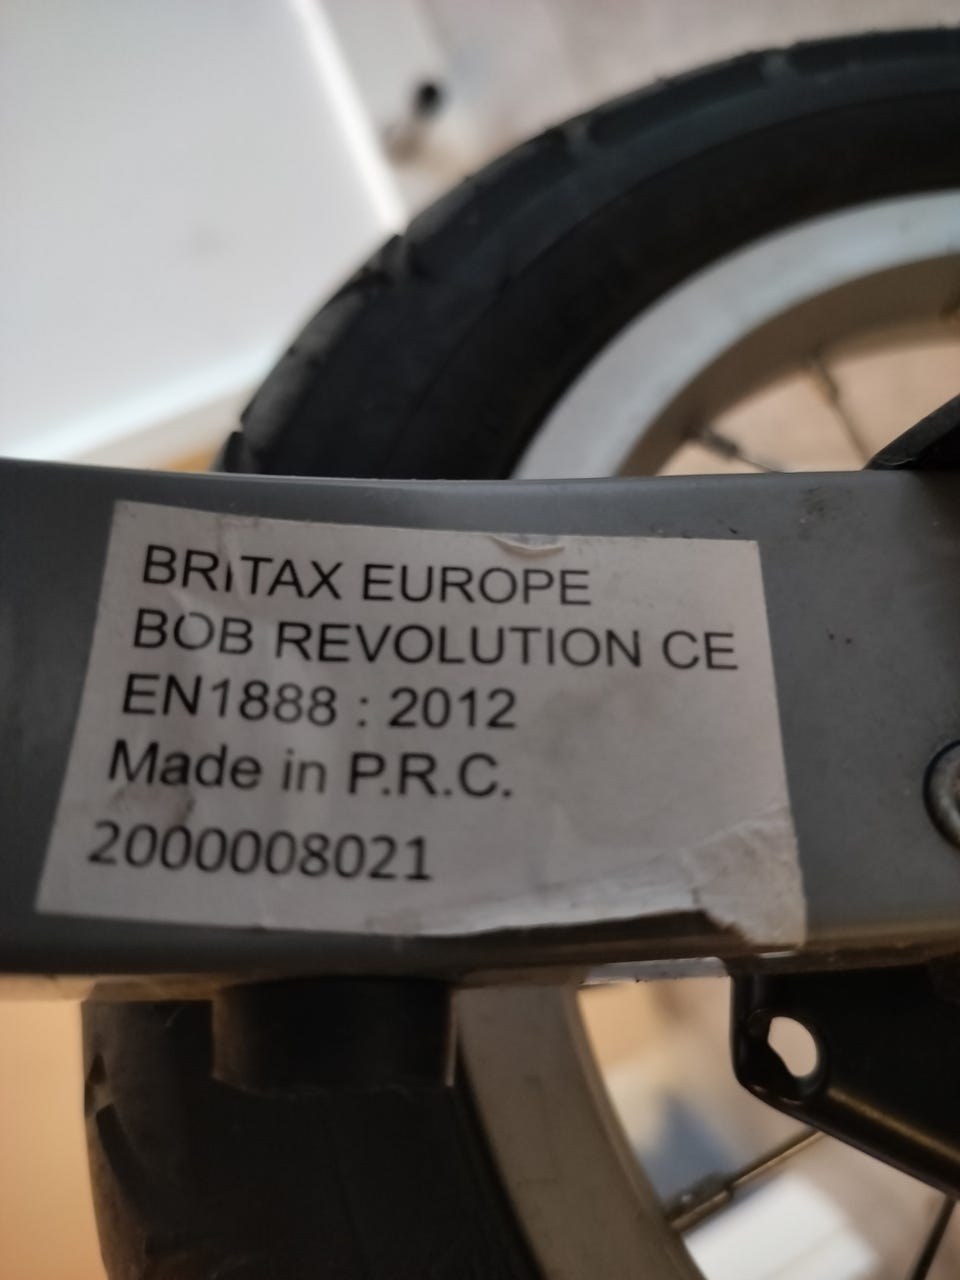 BRITAX EUROPE
BOB REVOLUTION CE
EN1888 : 2012
Made in P.R.C.
2000008021